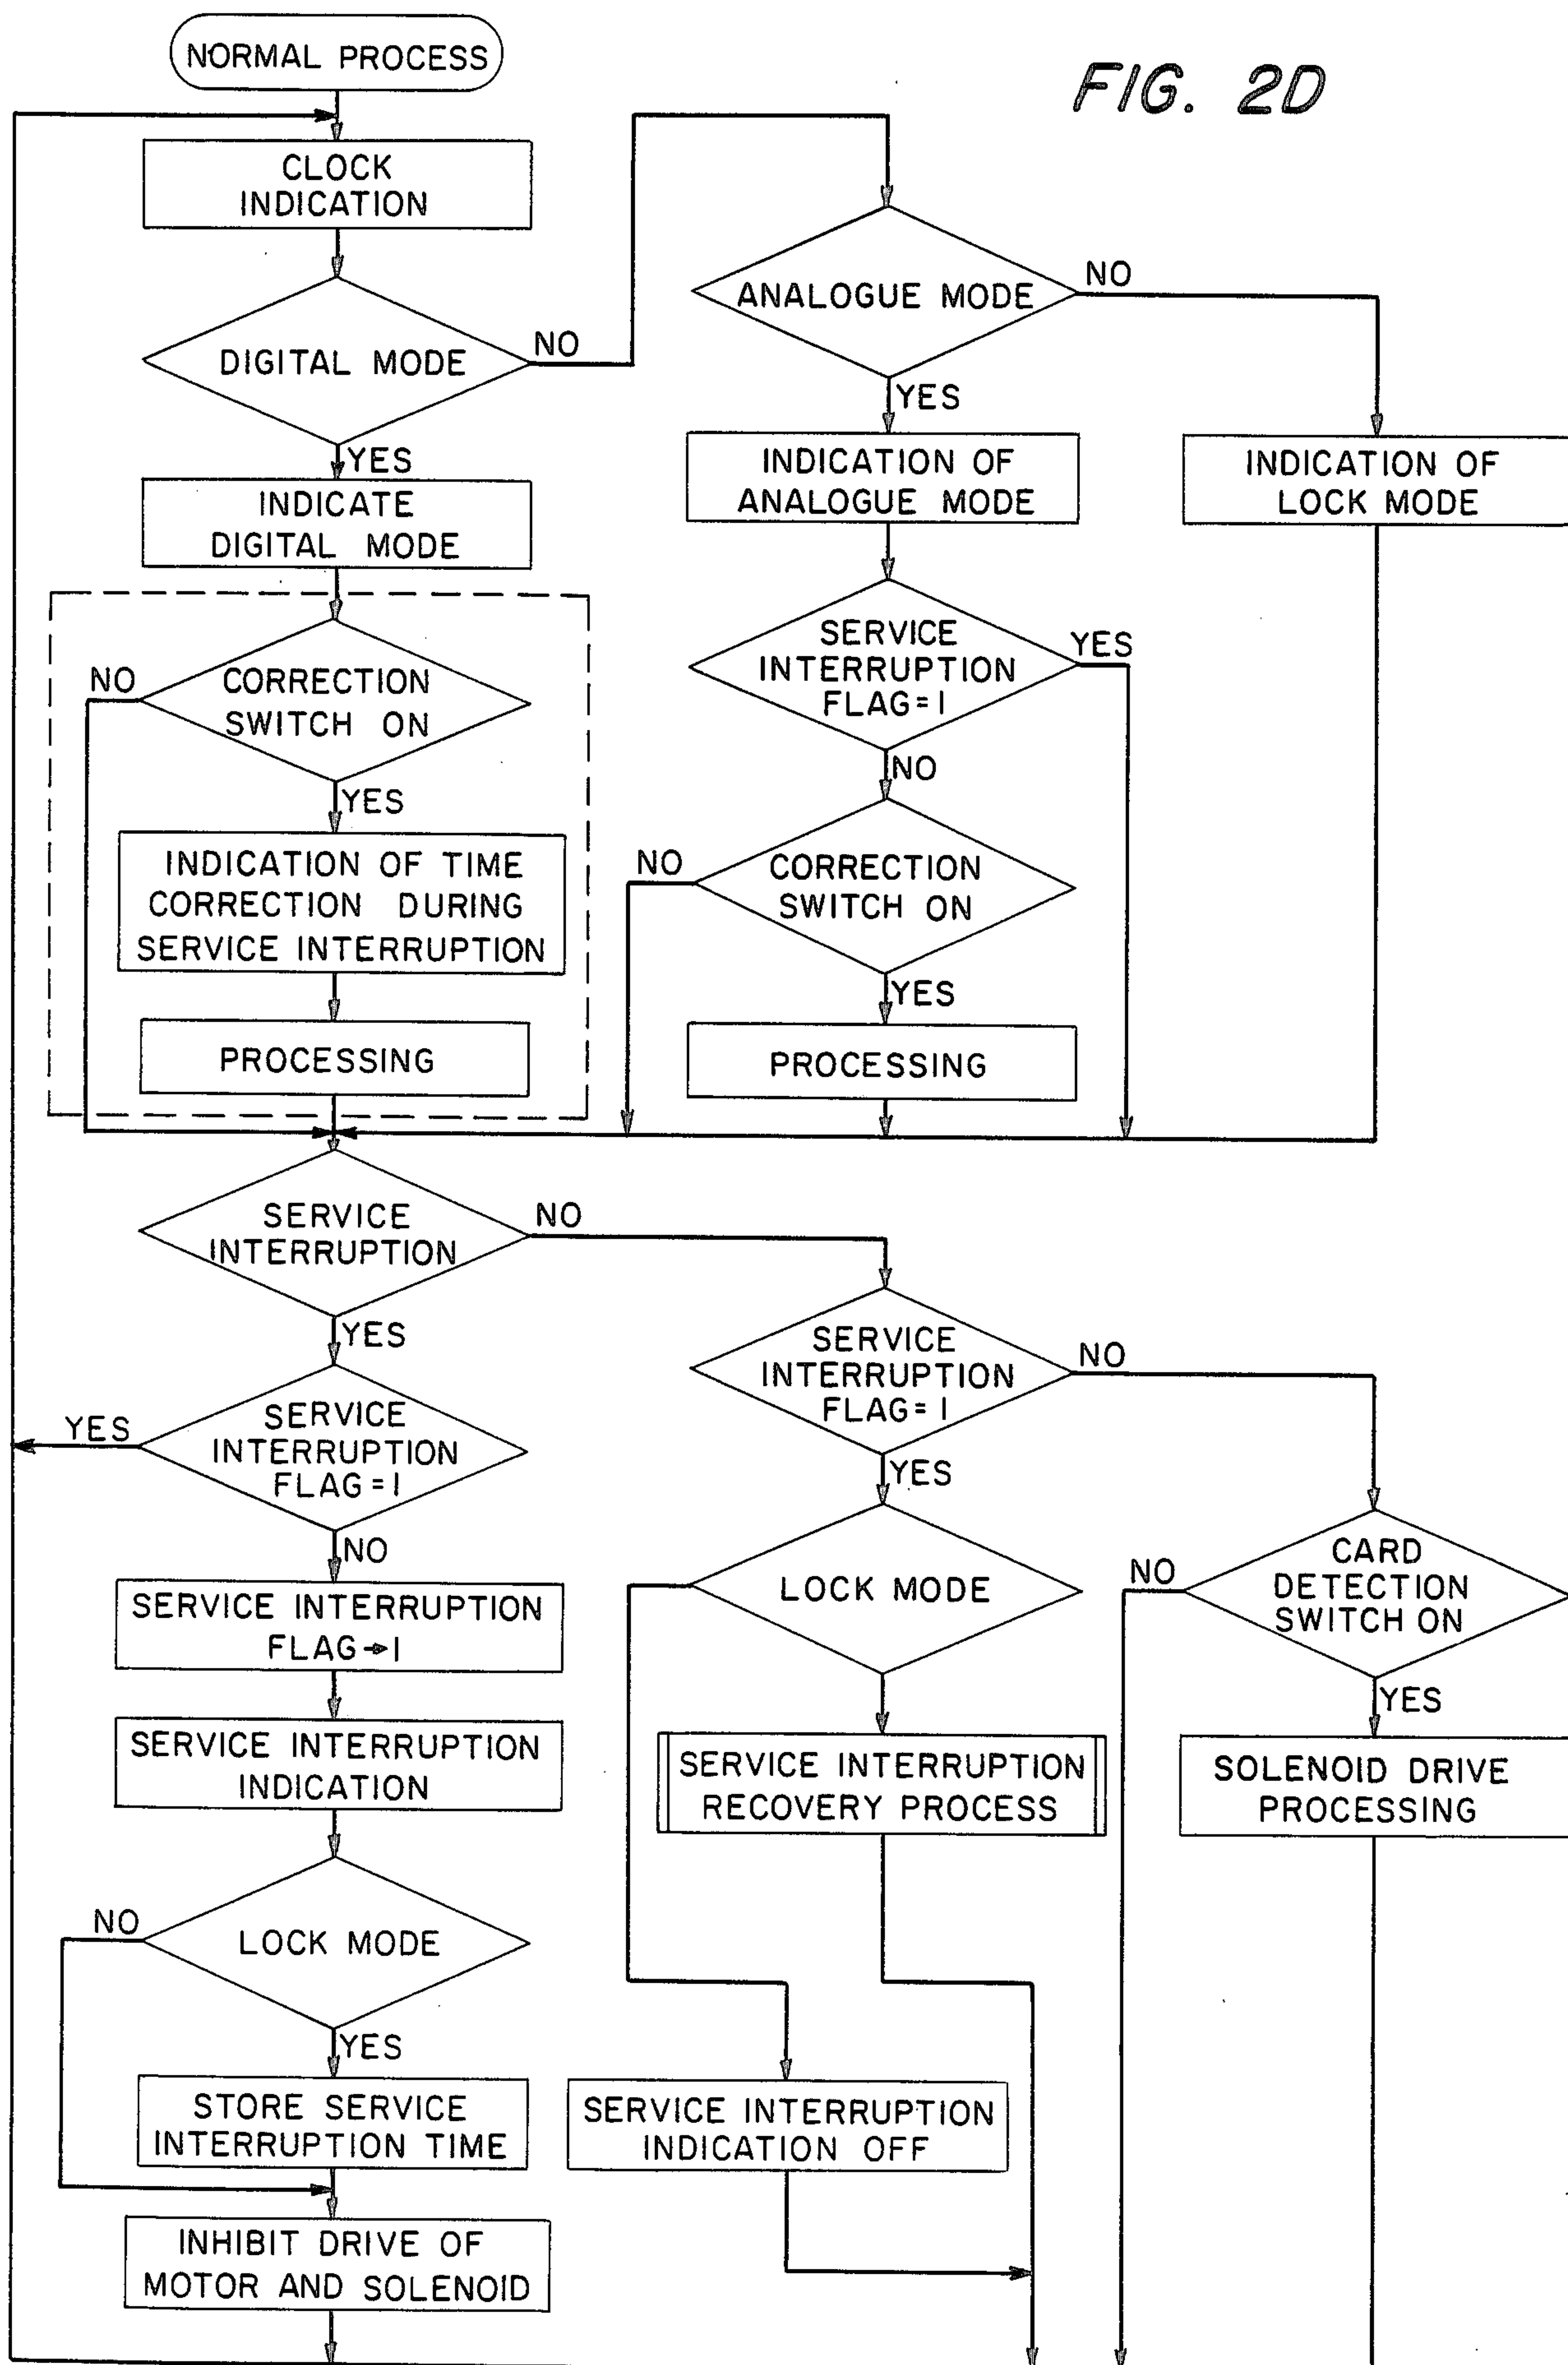 FIG. 2D
NORMAL PROCESS
CLOCK
INDICATION
DIGITAL MODE
NO
YES
INDICATE
DIGITAL MODE
CORRECTION
SWITCH ON
NO
YES
INDICATION OF TIME
CORRECTION DURING
SERVICE INTERRUPTION
PROCESSING
ANALOGUE MODE
NO
YES
INDICATION OF
ANALOGUE MODE
INDICATION OF
LOCK MODE
SERVICE
INTERRUPTION
FLAG=1
YES
NO
CORRECTION
SWITCH ON
NO
YES
PROCESSING
SERVICE
INTERRUPTION
NO
YES
SERVICE
INTERRUPTION
FLAG=1
YES
NO
SERVICE INTERRUPTION
FLAG→1
SERVICE INTERRUPTION
INDICATION
LOCK MODE
NO
YES
STORE SERVICE
INTERRUPTION TIME
INHIBIT DRIVE OF
MOTOR AND SOLENOID
SERVICE
INTERRUPTION
FLAG=1
NO
YES
LOCK MODE
SERVICE INTERRUPTION
RECOVERY PROCESS
SERVICE INTERRUPTION
INDICATION OFF
CARD
DETECTION
SWITCH ON
NO
YES
SOLENOID DRIVE
PROCESSING